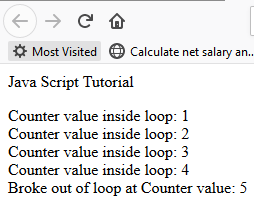 Most Visited
Calculate net salary an...
Java Script Tutorial
Counter value inside loop: 1
Counter value inside loop: 2
Counter value inside loop: 3
Counter value inside loop: 4
Broke out of loop at Counter value: 5